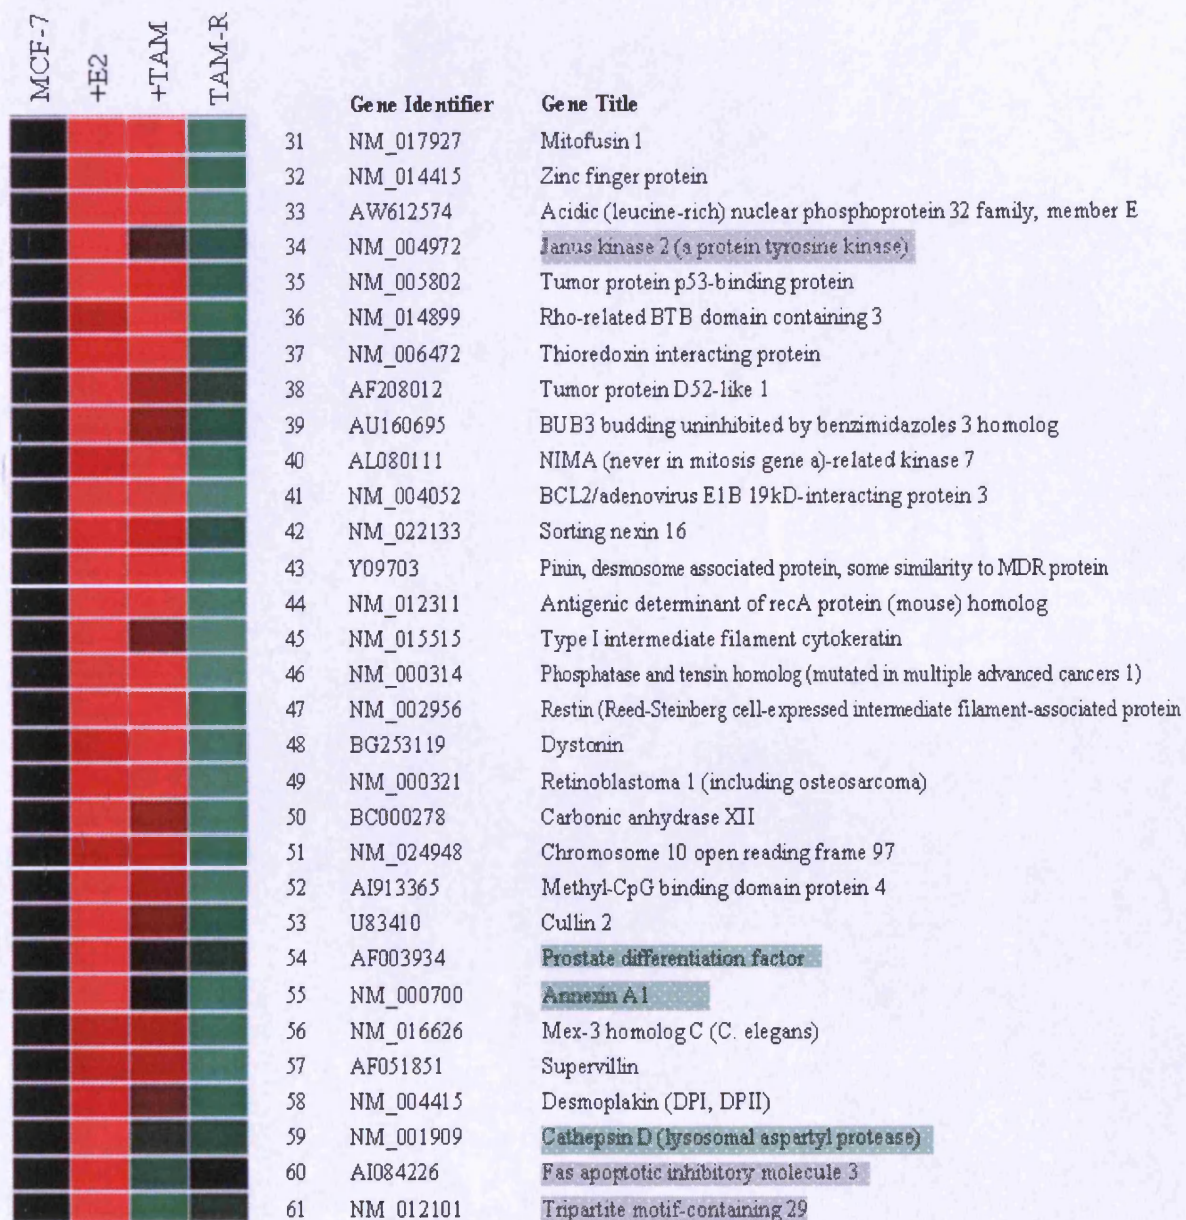 MCF-7 +E2 +TAM TAM-R
Gene Identifier Gene Title
31 NM_017927 Mitofusin 1
32 NM_014415 Zinc finger protein
33 AW612574 Acidic (leucine-rich) nuclear phosphoprotein 32 family, member E
34 NM_004972 Janus kinase 2 (a protein tyrosine kinase)
35 NM_005802 Tumor protein p53-binding protein
36 NM_014899 Rho-related BTB domain containing 3
37 NM_006472 Thioredoxin interacting protein
38 AF208012 Tumor protein D52-like 1
39 AU160695 BUB3 budding uninhibited by benzimidazoles 3 homolog
40 AL080111 NIMA (never in mitosis gene a)-related kinase 7
41 NM_004052 BCL2/adenovirus E1B 19kD-interacting protein 3
42 NM_022133 Sorting nexin 16
43 Y09703 Pinin, desmosome associated protein, some similarity to MDR protein
44 NM_012311 Antigenic determinant of recA protein (mouse) homolog
45 NM_015515 Type I intermediate filament cytokeratin
46 NM_000314 Phosphatase and tensin homolog (mutated in multiple advanced cancers 1)
47 NM_002956 Restin (Reed-Steinberg cell-expressed intermediate filament-associated protein
48 BG253119 Dystonin
49 NM_000321 Retinoblastoma 1 (including osteosarcoma)
50 BC000278 Carbonic anhydrase XII
51 NM_024948 Chromosome 10 open reading frame 97
52 AI913365 Methyl-CpG binding domain protein 4
53 U83410 Cullin 2
54 AF003934 Prostate differentiation factor
55 NM_000700 Annexin A1
56 NM_016626 Mex-3 homolog C (C. elegans)
57 AF051851 Supervillin
58 NM_004415 Desmoplakin (DPI, DPII)
59 NM_001909 Cathepsin D (lysosomal aspartyl protease)
60 AI084226 Fas apoptotic inhibitory molecule 3
61 NM_012101 Tripartite motif-containing 29